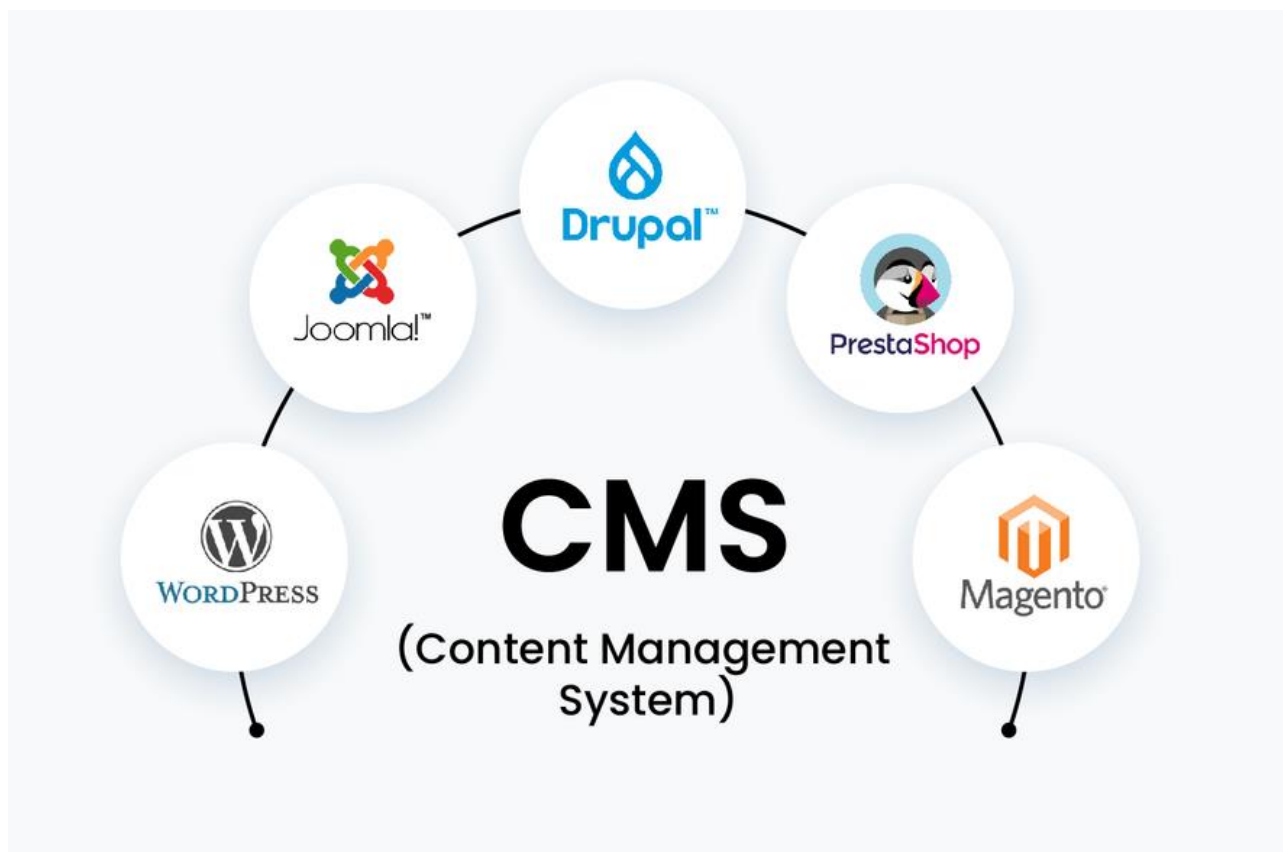 Drupal™
Joomla!™
PrestaShop
WORDPRESS
CMS
(Content Management
System)
Magento®